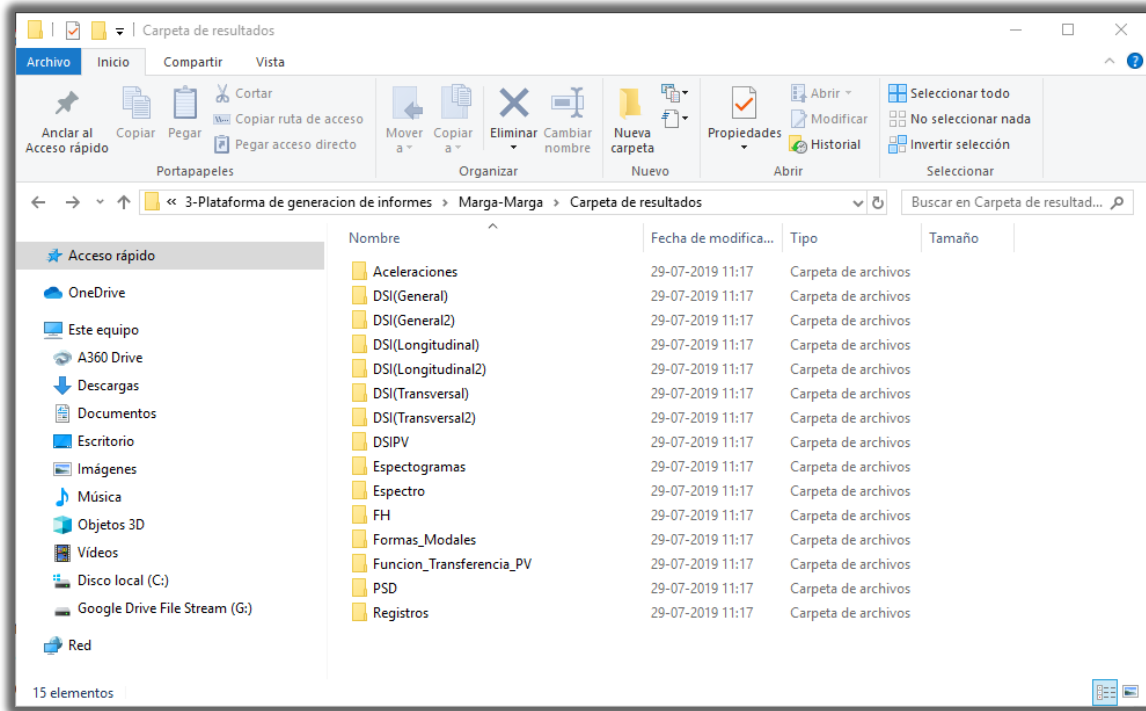 Carpeta de resultados
Archivo Inicio Compartir Vista
Anclar al Acceso rápido
Copiar
Pegar
Cortar
Copiar ruta de acceso
Pegar acceso directo
Portapapeles
Mover a
Copiar a
Eliminar
Cambiar nombre
Organizar
Nueva carpeta
Nuevo
Propiedades
Abrir
Modificar
Historial
Abrir
Seleccionar todo
No seleccionar nada
Invertir selección
Seleccionar
« 3-Plataforma de generacion de informes > Marga-Marga > Carpeta de resultados
Buscar en Carpeta de resultad...
Acceso rápido
OneDrive
Este equipo
A360 Drive
Descargas
Documentos
Escritorio
Imágenes
Música
Objetos 3D
Vídeos
Disco local (C:)
Google Drive File Stream (G:)
Red
Nombre Fecha de modifica... Tipo Tamaño
Aceleraciones 29-07-2019 11:17 Carpeta de archivos
DSI(General) 29-07-2019 11:17 Carpeta de archivos
DSI(General2) 29-07-2019 11:17 Carpeta de archivos
DSI(Longitudinal) 29-07-2019 11:17 Carpeta de archivos
DSI(Longitudinal2) 29-07-2019 11:17 Carpeta de archivos
DSI(Transversal) 29-07-2019 11:17 Carpeta de archivos
DSI(Transversal2) 29-07-2019 11:17 Carpeta de archivos
DSIPV 29-07-2019 11:17 Carpeta de archivos
Espectogramas 29-07-2019 11:17 Carpeta de archivos
Espectro 29-07-2019 11:17 Carpeta de archivos
FH 29-07-2019 11:17 Carpeta de archivos
Formas_Modales 29-07-2019 11:17 Carpeta de archivos
Funcion_Transferencia_PV 29-07-2019 11:17 Carpeta de archivos
PSD 29-07-2019 11:17 Carpeta de archivos
Registros 29-07-2019 11:17 Carpeta de archivos
15 elementos